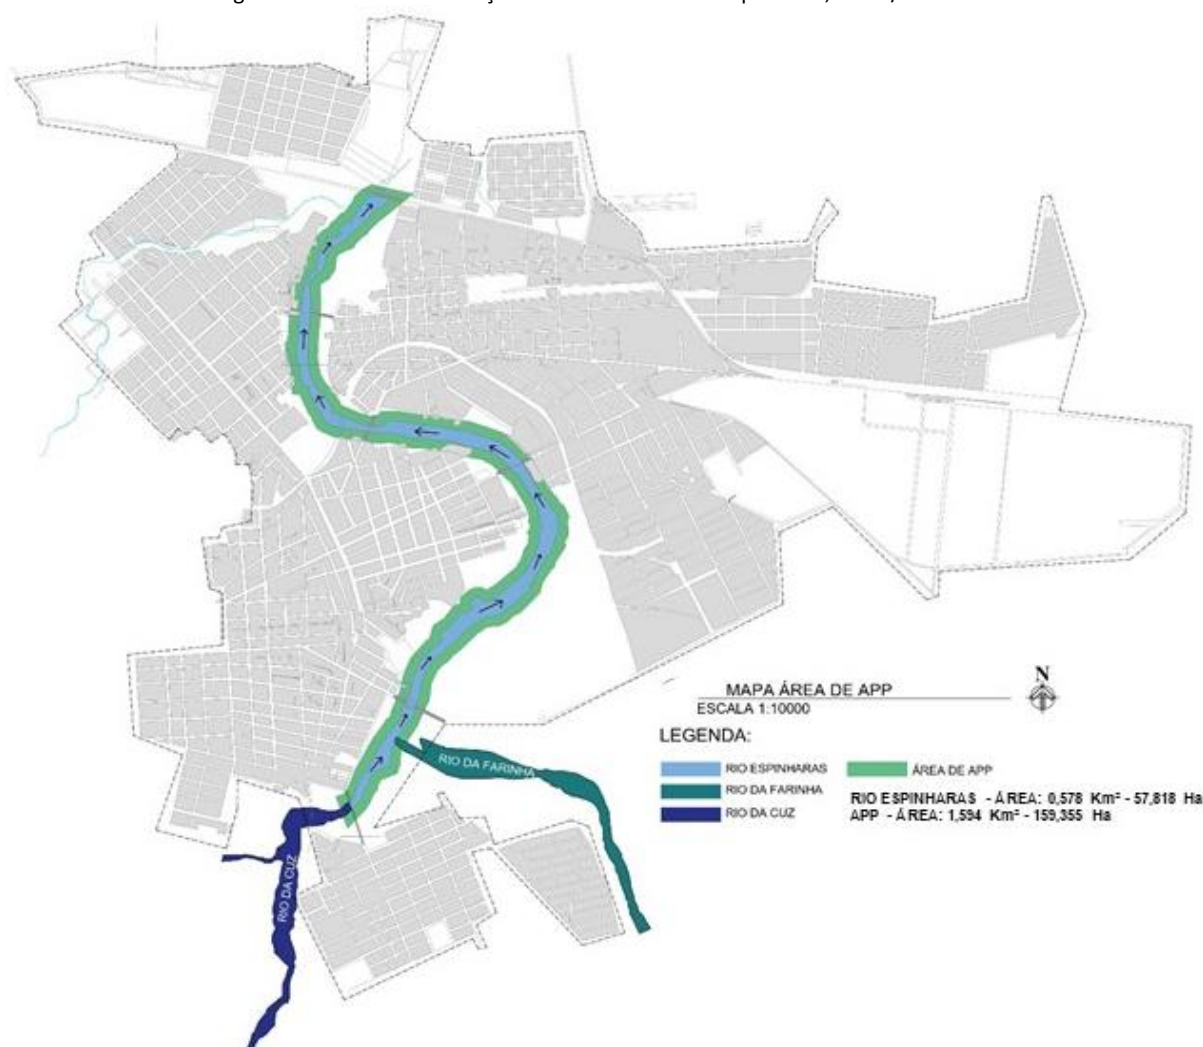 RIO DA FARINHA
RIO DA CUZ
N
MAPA ÁREA DE APP
ESCALA 1:10000
LEGENDA:
RIO ESPINHARAS
ÁREA DE APP
RIO DA FARINHA
RIO DA CUZ
RIO ESPINHARAS - ÁREA: 0,578 Km² - 57,818 Ha
APP - ÁREA: 1,594 Km² - 159,355 Ha